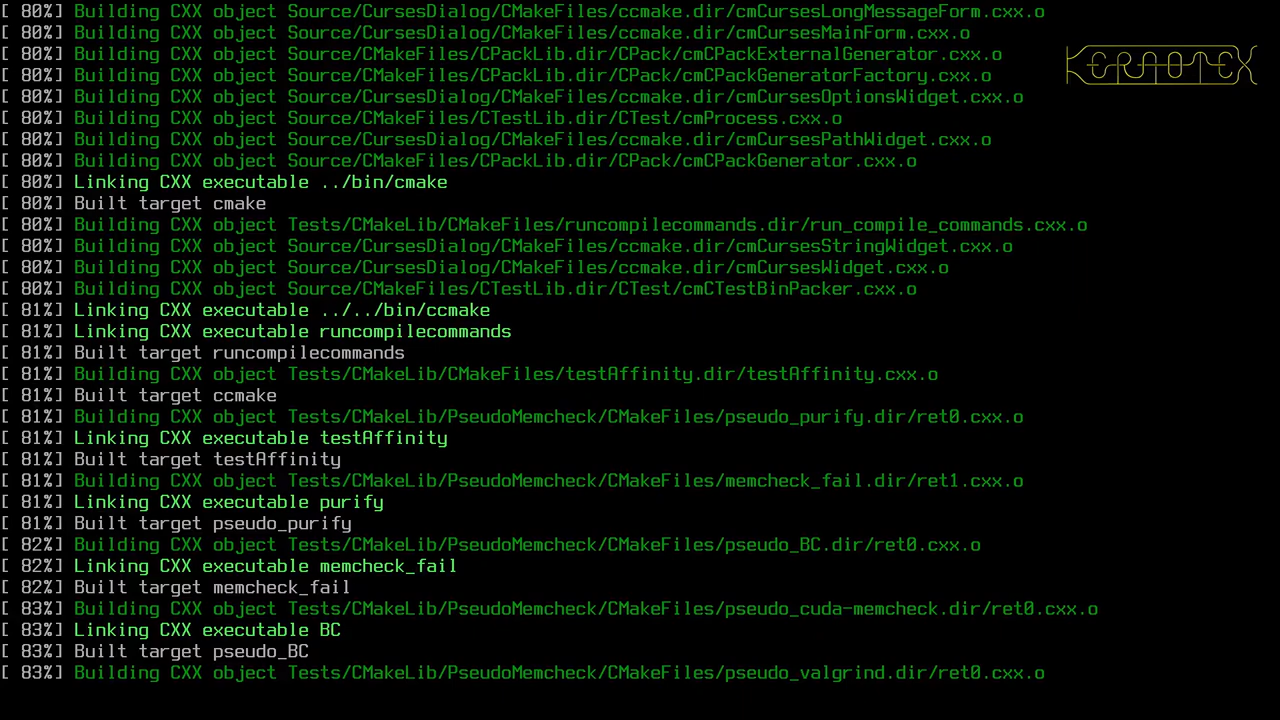 [ 80%] Building CXX object Source/CursesDialog/CMakeFiles/ccmake.dir/cmCursesLongMessageForm.cxx.o
[ 80%] Building CXX object Source/CursesDialog/CMakeFiles/ccmake.dir/cmCursesMainForm.cxx.o
[ 80%] Building CXX object Source/CMakeFiles/CPackLib.dir/CPack/cmCPackExternalGenerator.cxx.o
[ 80%] Building CXX object Source/CMakeFiles/CPackLib.dir/CPack/cmCPackGeneratorFactory.cxx.o
[ 80%] Building CXX object Source/CursesDialog/CMakeFiles/ccmake.dir/cmCursesOptionsWidget.cxx.o
[ 80%] Building CXX object Source/CMakeFiles/CTestLib.dir/CTest/cmProcess.cxx.o
[ 80%] Building CXX object Source/CursesDialog/CMakeFiles/ccmake.dir/cmCursesPathWidget.cxx.o
[ 80%] Building CXX object Source/CMakeFiles/CPackLib.dir/CPack/cmCPackGenerator.cxx.o
[ 80%] Linking CXX executable ../bin/cmake
[ 80%] Built target cmake
[ 80%] Building CXX object Tests/CMakeLib/CMakeFiles/runcompilecommands.dir/run_compile_commands.cxx.o
[ 80%] Building CXX object Source/CursesDialog/CMakeFiles/ccmake.dir/cmCursesStringWidget.cxx.o
[ 80%] Building CXX object Source/CursesDialog/CMakeFiles/ccmake.dir/cmCursesWidget.cxx.o
[ 80%] Building CXX object Source/CMakeFiles/CTestLib.dir/CTest/cmCTestBinPacker.cxx.o
[ 81%] Linking CXX executable ../../bin/ccmake
[ 81%] Linking CXX executable runcompilecommands
[ 81%] Built target runcompilecommands
[ 81%] Building CXX object Tests/CMakeLib/CMakeFiles/testAffinity.dir/testAffinity.cxx.o
[ 81%] Built target ccmake
[ 81%] Building CXX object Tests/CMakeLib/PseudoMemcheck/CMakeFiles/pseudo_purify.dir/ret0.cxx.o
[ 81%] Linking CXX executable testAffinity
[ 81%] Built target testAffinity
[ 81%] Building CXX object Tests/CMakeLib/PseudoMemcheck/CMakeFiles/memcheck_fail.dir/ret1.cxx.o
[ 81%] Linking CXX executable purify
[ 81%] Built target pseudo_purify
[ 82%] Building CXX object Tests/CMakeLib/PseudoMemcheck/CMakeFiles/pseudo_BC.dir/ret0.cxx.o
[ 82%] Linking CXX executable memcheck_fail
[ 82%] Built target memcheck_fail
[ 83%] Building CXX object Tests/CMakeLib/PseudoMemcheck/CMakeFiles/pseudo_cuda-memcheck.dir/ret0.cxx.o
[ 83%] Linking CXX executable BC
[ 83%] Built target pseudo_BC
[ 83%] Building CXX object Tests/CMakeLib/PseudoMemcheck/CMakeFiles/pseudo_valgrind.dir/ret0.cxx.o